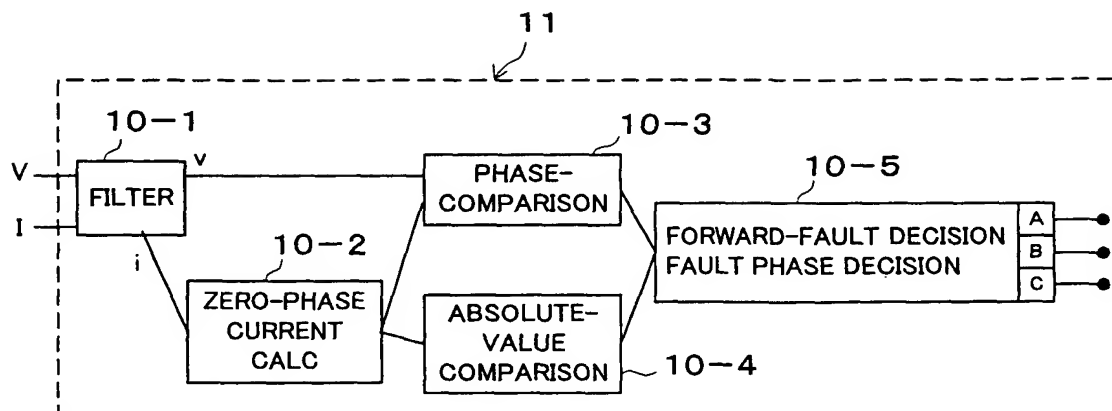 11
10-1
V
I
FILTER
v
i
10-2
ZERO-PHASE
CURRENT
CALC
10-3
PHASE-
COMPARISON
ABSOLUTE-
VALUE
COMPARISON
10-4
10-5
FORWARD-FAULT DECISION
FAULT PHASE DECISION
A
B
C